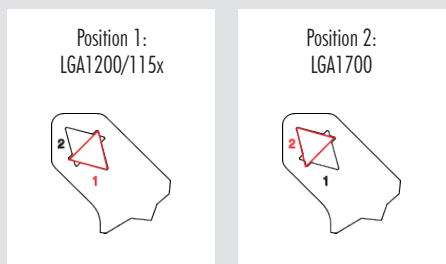 Position 1:
LGA1200/115x
2
1
Position 2:
LGA1700
2
1